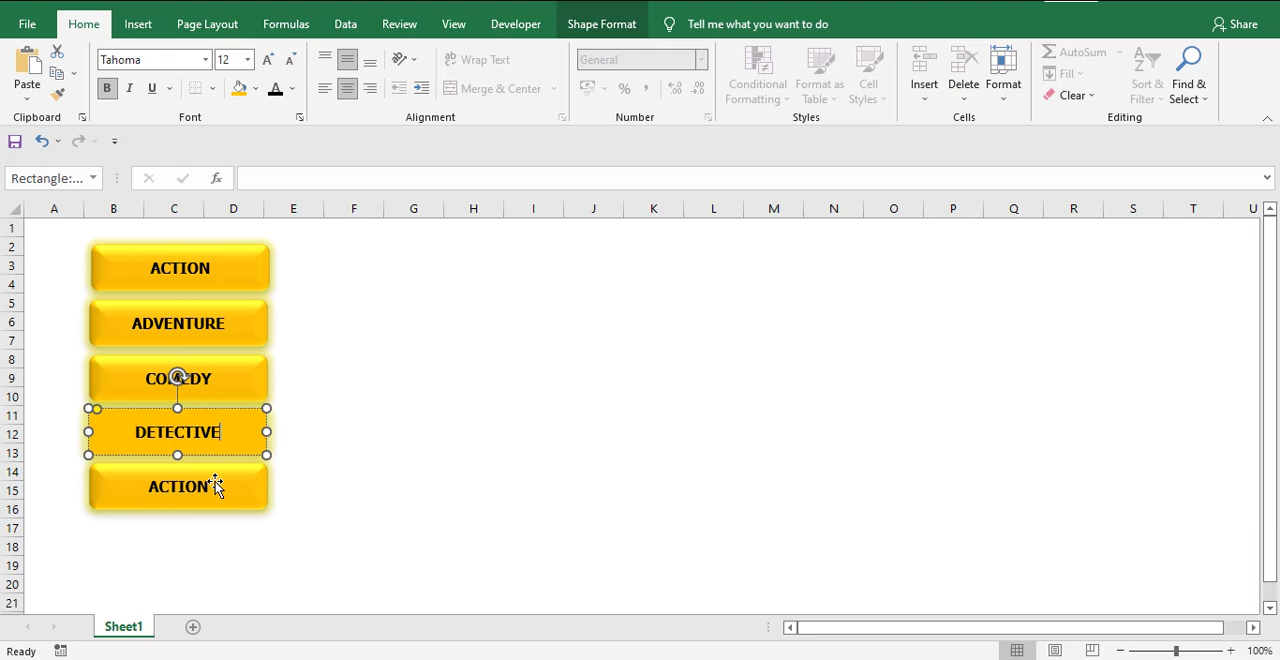 File Home Insert Page Layout Formulas Data Review View Developer Shape Format Tell me what you want to do Share
Tahoma 12 Wrap Text General AutoSum
Paste B I U Merge & Center % , Conditional Formatting Format as Table Cell Styles Insert Delete Format Fill Clear Sort & Filter Find & Select
Clipboard Font Alignment Number Styles Cells Editing
Rectangle:... fx
A B C D E F G H I J K L M N O P Q R S T U
1
2
3 ACTION
4
5
6 ADVENTURE
7
8
9 COMEDY
10
11
12 DETECTIVE
13
14
15 ACTION
16
17
18
19
20
21
Sheet1
Ready 100%